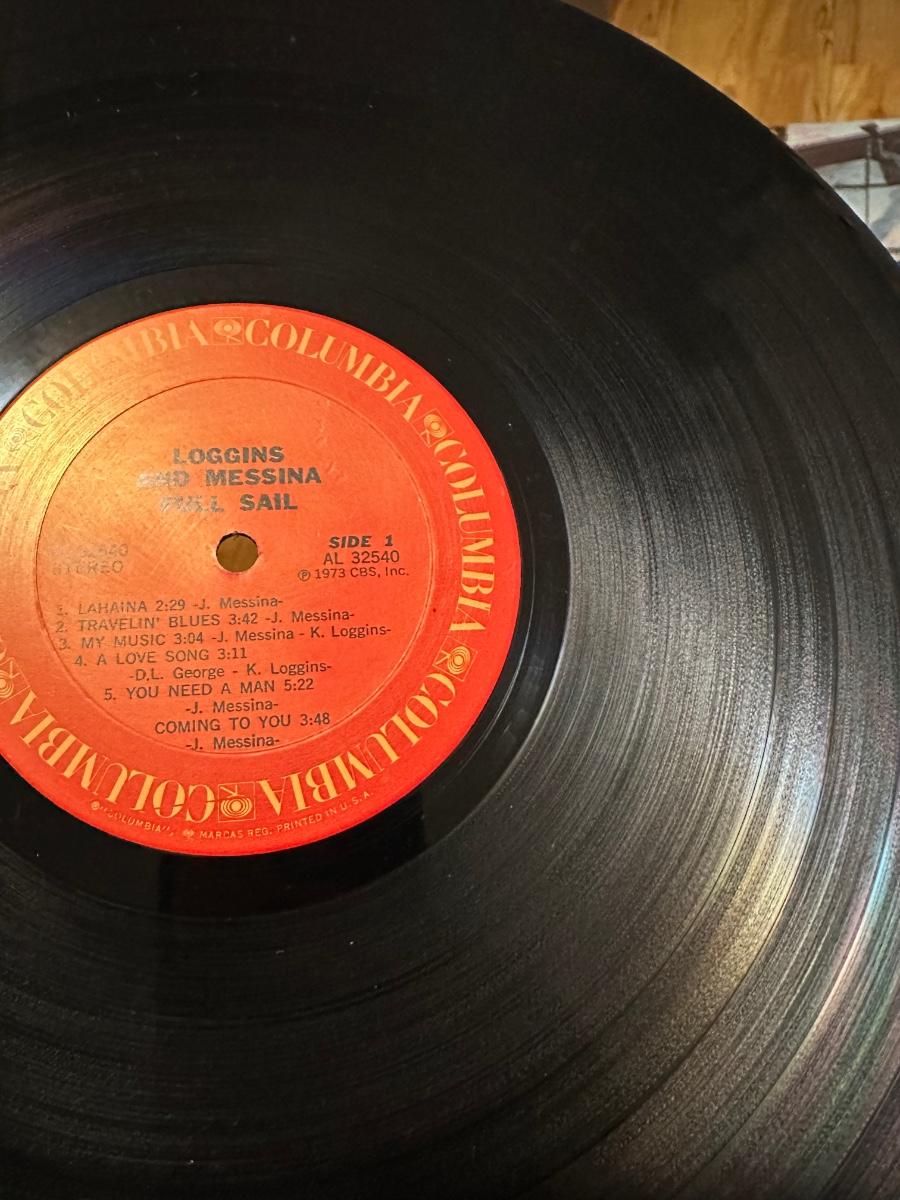 COLUMBIA COLUMBIA COLUMBIA COLUMBIA COLUMBIA COLUMBIA
LOGGINS
AND MESSINA
FULL SAIL
SIDE 1
32540
AL 32540
STEREO
℗ 1973 CBS, Inc.
1. LAHAINA 2:29 -J. Messina-
2. TRAVELIN' BLUES 3:42 -J. Messina-
3. MY MUSIC 3:04 -J. Messina - K. Loggins-
4. A LOVE SONG 3:11
-D.L. George - K. Loggins-
5. YOU NEED A MAN 5:22
-J. Messina-
COMING TO YOU 3:48
-J. Messina-
® "COLUMBIA", MARCAS REG. PRINTED IN U.S.A.